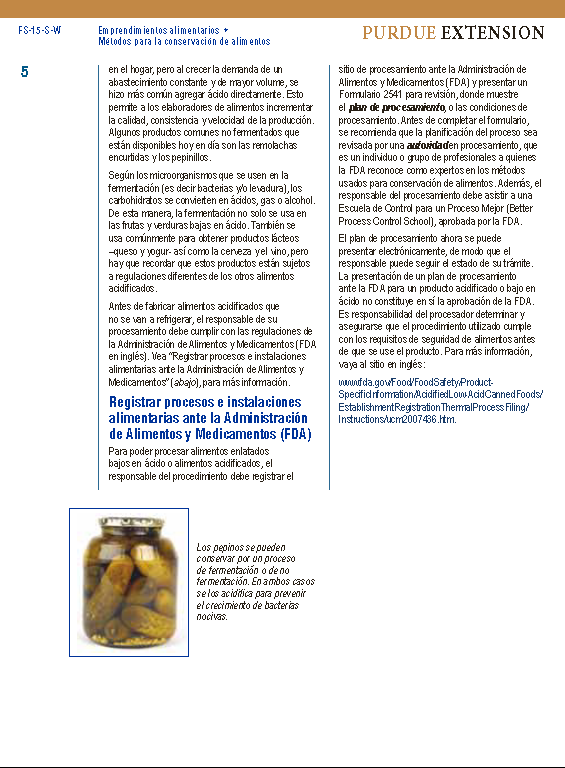 FS-15-S-W
Emprendimientos alimentarios •
Métodos para la conservación de alimentos
PURDUE EXTENSION
5
en el hogar, pero al crecer la demanda de un
abastecimiento constante y de mayor volumen, se
hizo más común agregar ácido directamente. Esto
permite a los elaboradores de alimentos incrementar
la calidad, consistencia y velocidad de la producción.
Algunos productos comunes no fermentados que
están disponibles hoy en día son las remolachas
encurtidas y los pepinillos.
Según los microorganismos que se usen en la
fermentación (es decir bacterias y/o levadura), los
carbohidratos se convierten en ácidos, gas o alcohol.
De esta manera, la fermentación no solo se usa en
las frutas y verduras bajas en ácido. También se
usa comúnmente para obtener productos lácteos
–queso y yogur- así como la cerveza y el vino, pero
hay que recordar que estos productos están sujetos
a regulaciones diferentes de los otros alimentos
acidificados.
Antes de fabricar alimentos acidificados que
no se van a refrigerar, el responsable de su
procesamiento debe cumplir con las regulaciones de
la Administración de Alimentos y Medicamentos (FDA
en inglés). Vea “Registrar procesos e instalaciones
alimentarias ante la Administración de Alimentos y
Medicamentos” (abajo), para más información.
Registrar procesos e instalaciones
alimentarias ante la Administración
de Alimentos y Medicamentos (FDA)
Para poder procesar alimentos enlatados
bajos en ácido o alimentos acidificados, el
responsable del procedimiento debe registrar el
sitio de procesamiento ante la Administración de
Alimentos y Medicamentos (FDA) y presentar un
Formulario 2541 para revisión, donde muestre
el plan de procesamiento, o las condiciones de
procesamiento. Antes de completar el formulario,
se recomienda que la planificación del proceso sea
revisada por una autoridad en procesamiento, que
es un individuo o grupo de profesionales a quienes
la FDA reconoce como expertos en los métodos
usados para conservación de alimentos. Además, el
responsable del procesamiento debe asistir a una
Escuela de Control para un Proceso Mejor (Better
Process Control School), aprobada por la FDA.
El plan de procesamiento ahora se puede
presentar electrónicamente, de modo que el
responsable puede seguir el estado de su trámite.
La presentación de un plan de procesamiento
ante la FDA para un producto acidificado o bajo en
ácido no constituye en sí la aprobación de la FDA.
Es responsabilidad del procesador determinar y
asegurarse que el procedimiento utilizado cumple
con los requisitos de seguridad de alimentos antes
de que se use el producto. Para más información,
vaya al sitio en inglés:
www.fda.gov/Food/FoodSafety/Product-
SpecificInformation/AcidifiedLow-AcidCannedFoods/
EstablishmentRegistrationThermalProcessFiling/
Instructions/ucm2007436.htm.
Los pepinos se pueden
conservar por un proceso
de fermentación o de no
fermentación. En ambos casos
se los acidifica para prevenir
el crecimiento de bacterias
nocivas.